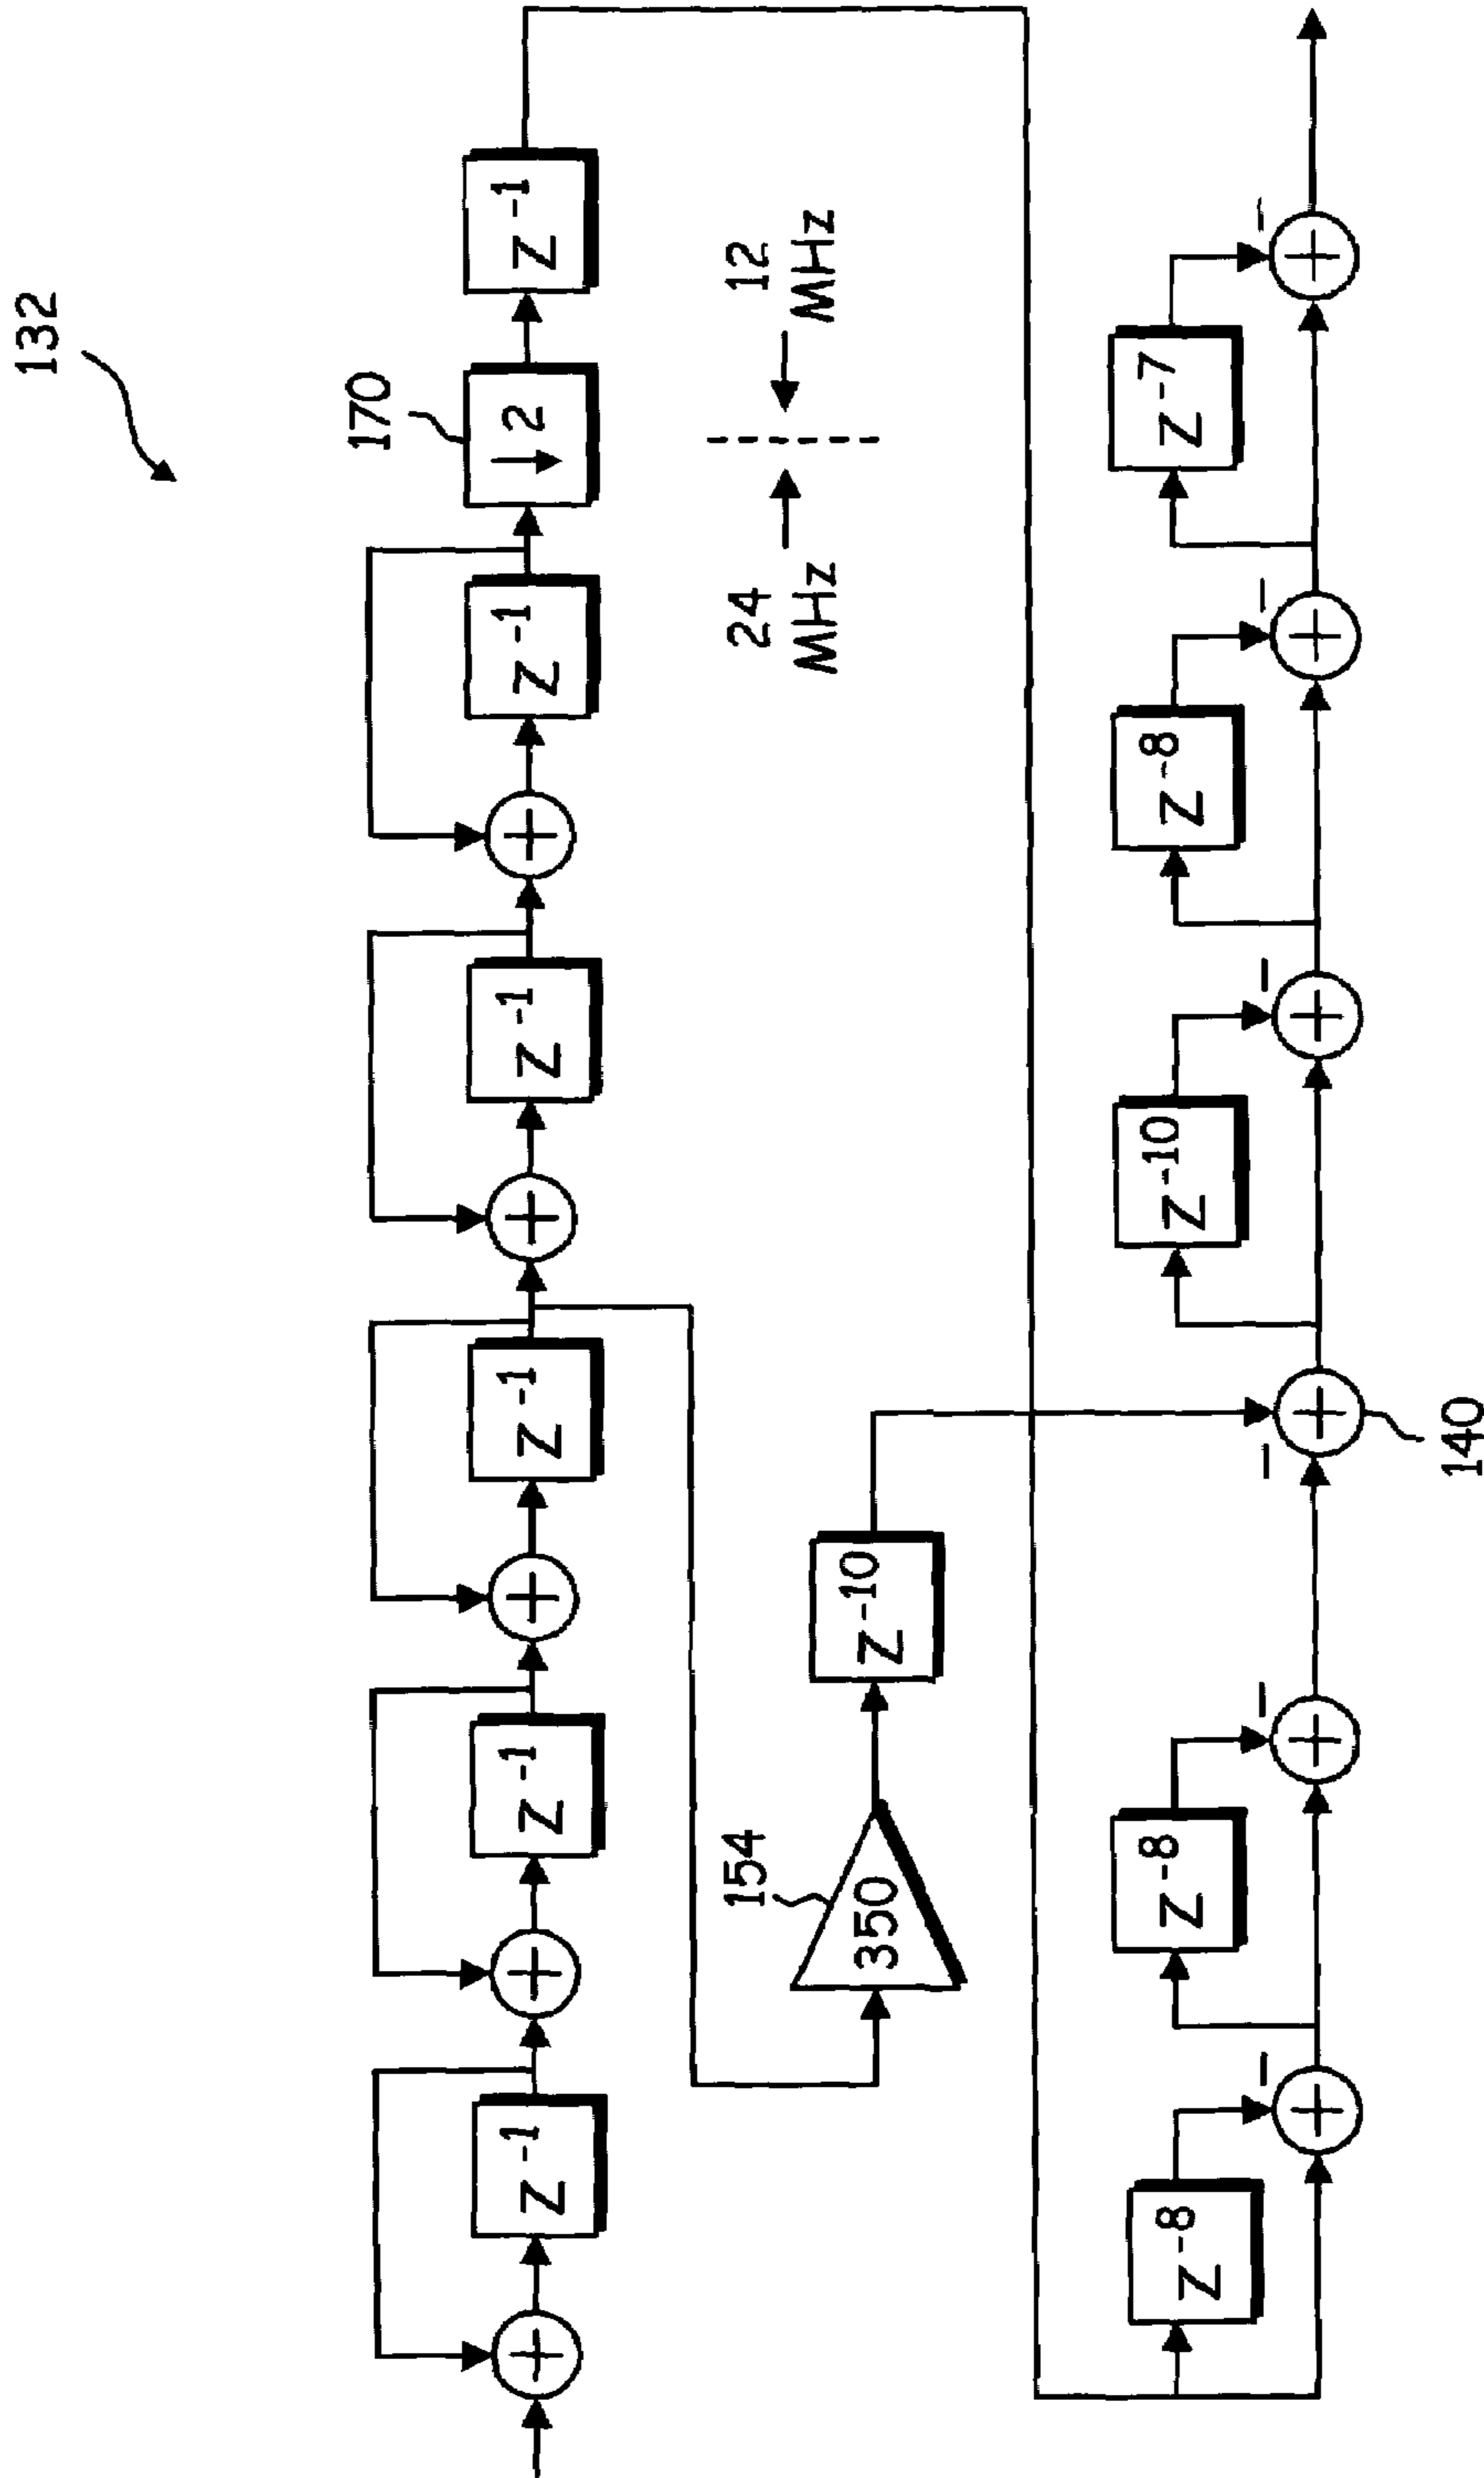 132
170
z⁻¹
z⁻¹
z⁻¹
z⁻¹
z⁻¹
↓ 2
z⁻¹
24 MHz
12 MHz
154
350
z⁻¹⁰
z⁻⁸
–
z⁻⁸
–
–
140
z⁻¹⁰
–
z⁻⁸
–
z⁻⁷
–